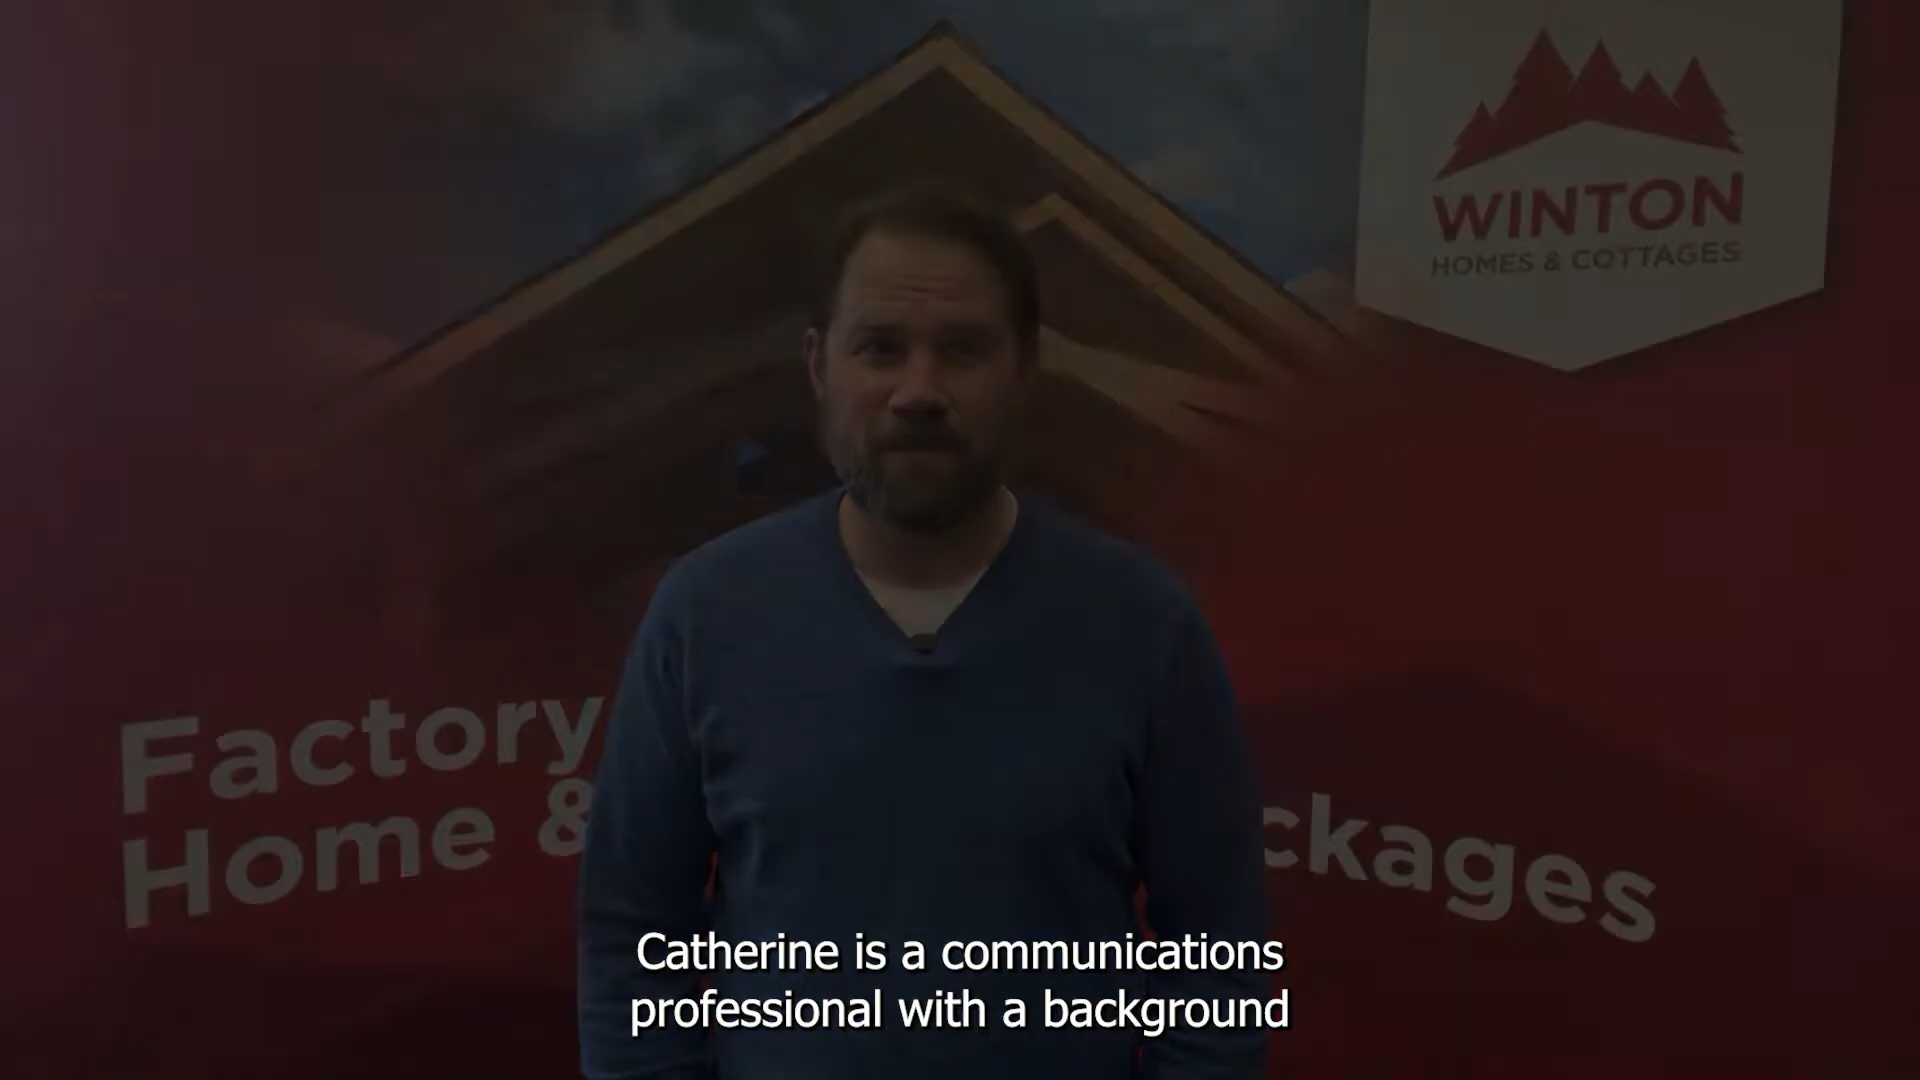 WINTON
HOMES & COTTAGES
Factory
Home &
ckages
Catherine is a communications
professional with a background